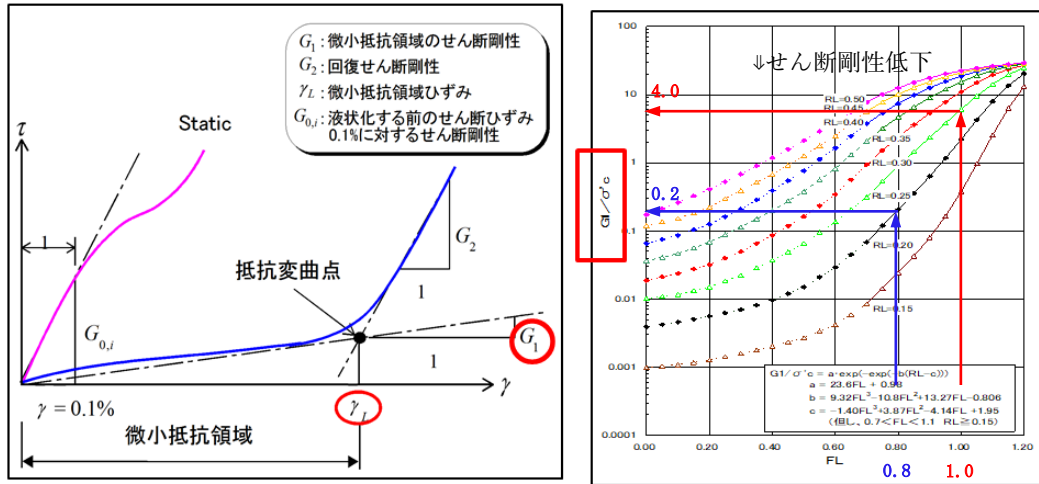 G₁：微小抵抗領域のせん断剛性
G₂：回復せん断剛性
γL：微小抵抗領域ひずみ
G₀,ᵢ：液状化する前のせん断ひずみ
0.1%に対するせん断剛性
τ
Static
1
G₂
抵抗変曲点
1
G₀,ᵢ
G₁
1
γ
γ = 0.1%
γL
微小抵抗領域
100
⇓せん断剛性低下
10
4.0
RL=0.50
RL=0.45
RL=0.40
RL=0.35
1
RL=0.30
G1/σ'c
0.2
RL=0.25
0.1
RL=0.20
0.01
RL=0.15
0.001
G1/σ'c = a·exp(-exp(-b(RL-c)))
a = 23.6FL + 0.98
b = 9.32FL³-10.8FL²+13.27FL-0.806
c = -1.40FL³+3.87FL²-4.14FL +1.95
(但し、0.7<FL<1.1 RL≧0.15)
0.0001
0.00 0.20 0.40 0.60 0.80 1.00 1.20
FL
0.8 1.0